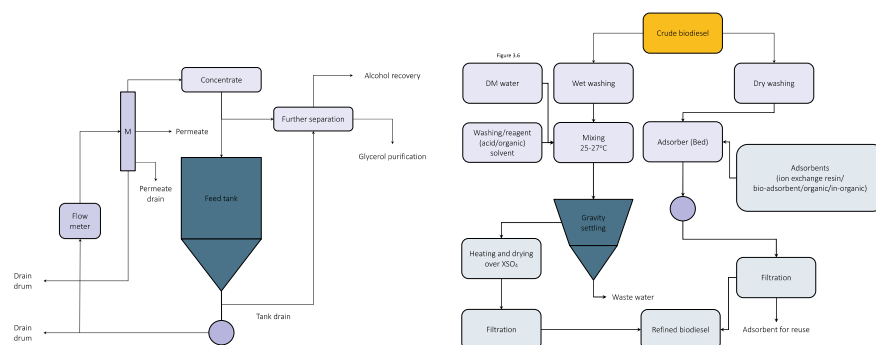 Concentrate
Alcohol recovery
Further separation
M
Permeate
Glycerol purification
Permeate
drain
Feed tank
Flow
meter
Drain
drum
Tank drain
Drain
drum
Crude biodiesel
Figure 3.6
DM water
Wet washing
Dry washing
Washing/reagent
(acid/organic)
solvent
Mixing
25-27°C
Adsorber (Bed)
Adsorbents
(ion exchange resin/
bio-adsorbent/organic/in-organic)
Gravity
settling
Heating and drying
over XSO₄
Waste water
Filtration
Filtration
Refined biodiesel
Adsorbent for reuse